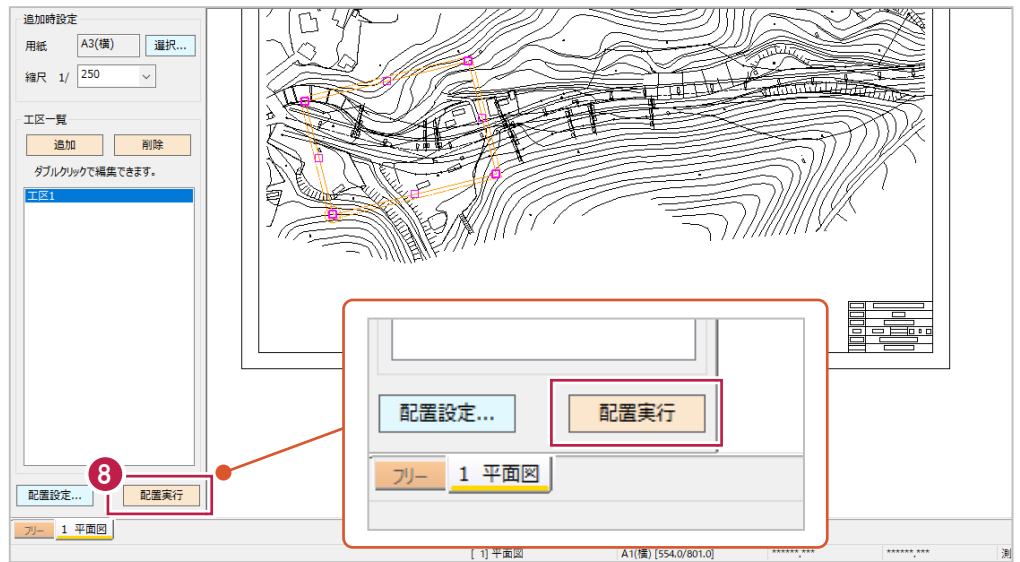 追加時設定
用紙 A3(横) 選択...
縮尺 1/ 250
工区一覧
追加 削除
ダブルクリックで編集できます。
工区1
8
配置設定... 配置実行
フリー 1 平面図
配置設定... 配置実行
フリー 1 平面図
[ 1] 平面図 A1(横) [554.0/801.0] ******.*** ******.*** 測